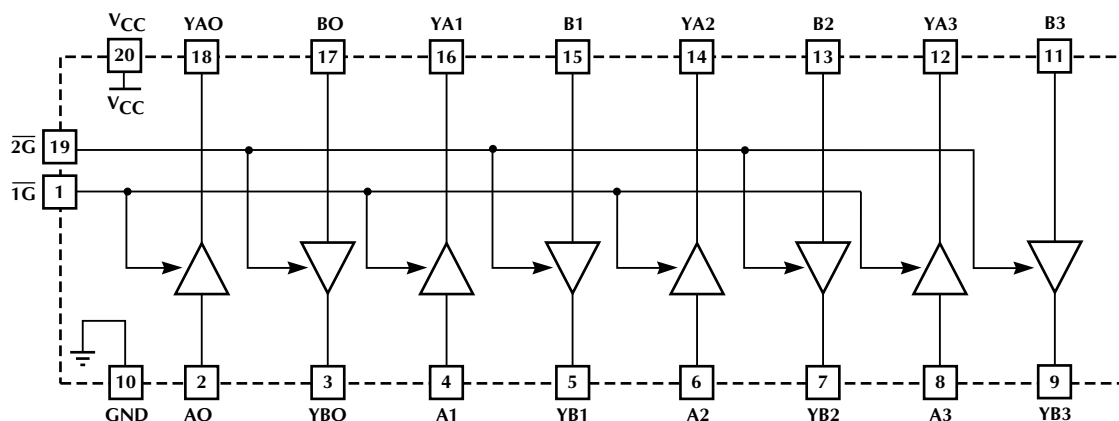 VCC YAO BO YA1 B1 YA2 B2 YA3 B3
20 18 17 16 15 14 13 12 11
VCC
2G 19
1G 1
10 2 3 4 5 6 7 8 9
GND AO YBO A1 YB1 A2 YB2 A3 YB3